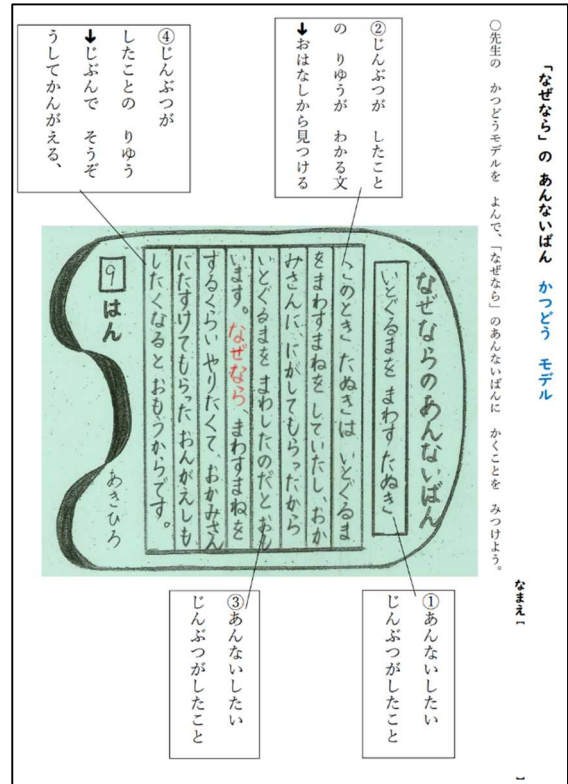 「なぜなら」の あんないばん かつどう モデル
なまえ〔 〕
○先生の かつどうモデルを よんで、「なぜなら」のあんないばんに かくことを みつけよう。
①あんないしたい
じんぶつがしたこと
②じんぶつが したこと
の りゆうが わかる文
↓おはなしから見つける
③あんないしたい
じんぶつがしたこと
④じんぶつが
したことの りゆう
↓じぶんで そうぞ
うしてかんがえる、
なぜならのあんないばん
いとぐるまを まわす たぬき
このとき たぬきは いとぐるま
をまわすまねを していたし、おか
みさんに、にがしてもらったから
いとぐるまを まわしたのだと おも
います。なぜなら、まわすまねを
するくらい やりたくて、おかみさん
にたすけてもらった おんがえしも
したくなると おもうからです。
9 はん
あきひろ